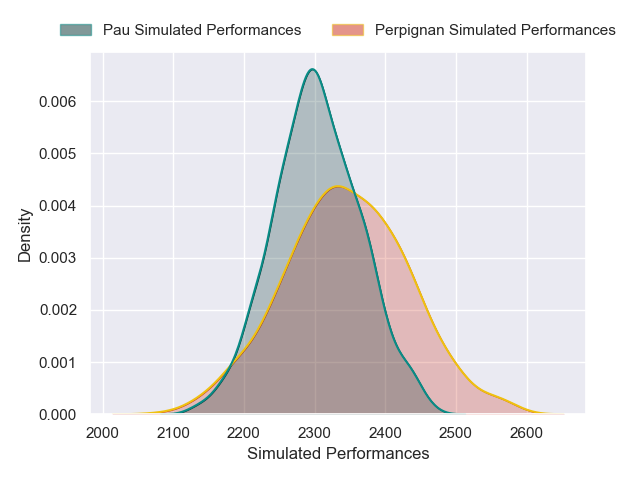 Pau Simulated Performances
Perpignan Simulated Performances
0.006
0.005
0.004
0.003
0.002
0.001
0.000
Density
2000 2100 2200 2300 2400 2500 2600
Simulated Performances